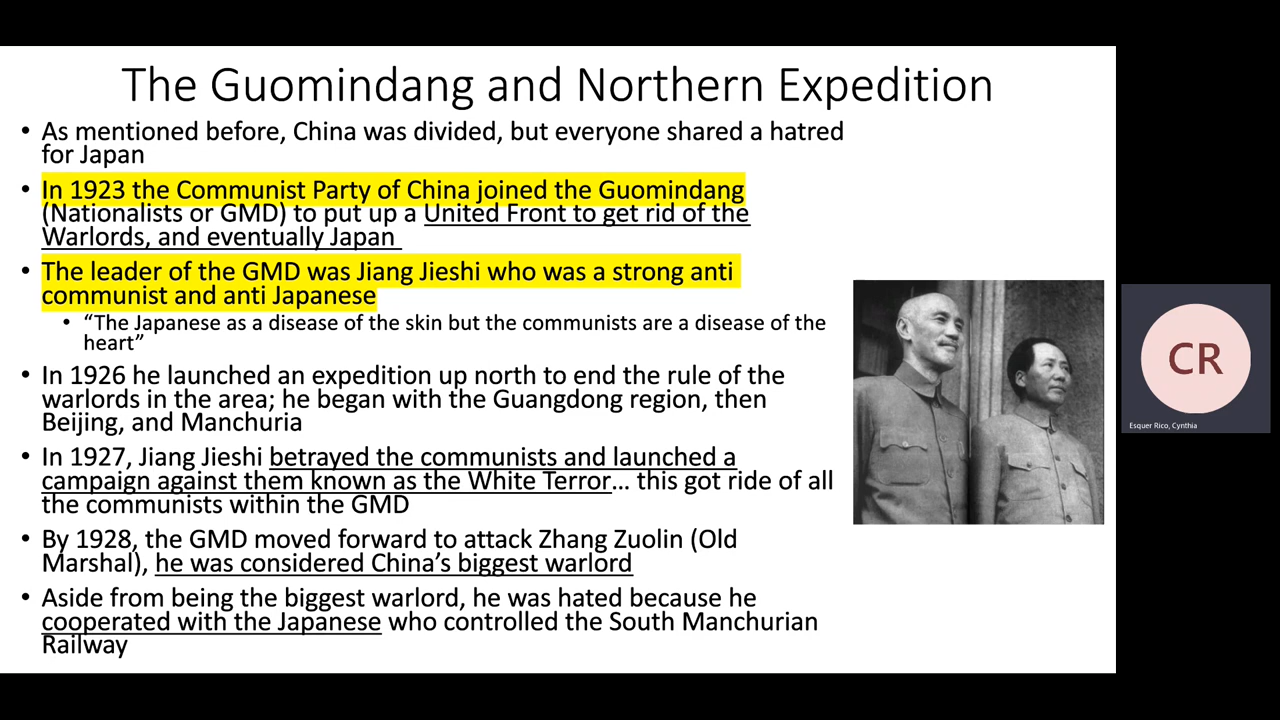 The Guomindang and Northern Expedition
• As mentioned before, China was divided, but everyone shared a hatred
for Japan
• In 1923 the Communist Party of China joined the Guomindang
(Nationalists or GMD) to put up a United Front to get rid of the
Warlords, and eventually Japan
• The leader of the GMD was Jiang Jieshi who was a strong anti
communist and anti Japanese
• “The Japanese as a disease of the skin but the communists are a disease of the
heart”
• In 1926 he launched an expedition up north to end the rule of the
warlords in the area; he began with the Guangdong region, then
Beijing, and Manchuria
• In 1927, Jiang Jieshi betrayed the communists and launched a
campaign against them known as the White Terror… this got ride of all
the communists within the GMD
• By 1928, the GMD moved forward to attack Zhang Zuolin (Old
Marshal), he was considered China’s biggest warlord
• Aside from being the biggest warlord, he was hated because he
cooperated with the Japanese who controlled the South Manchurian
Railway
CR
Esquer Rico, Cynthia